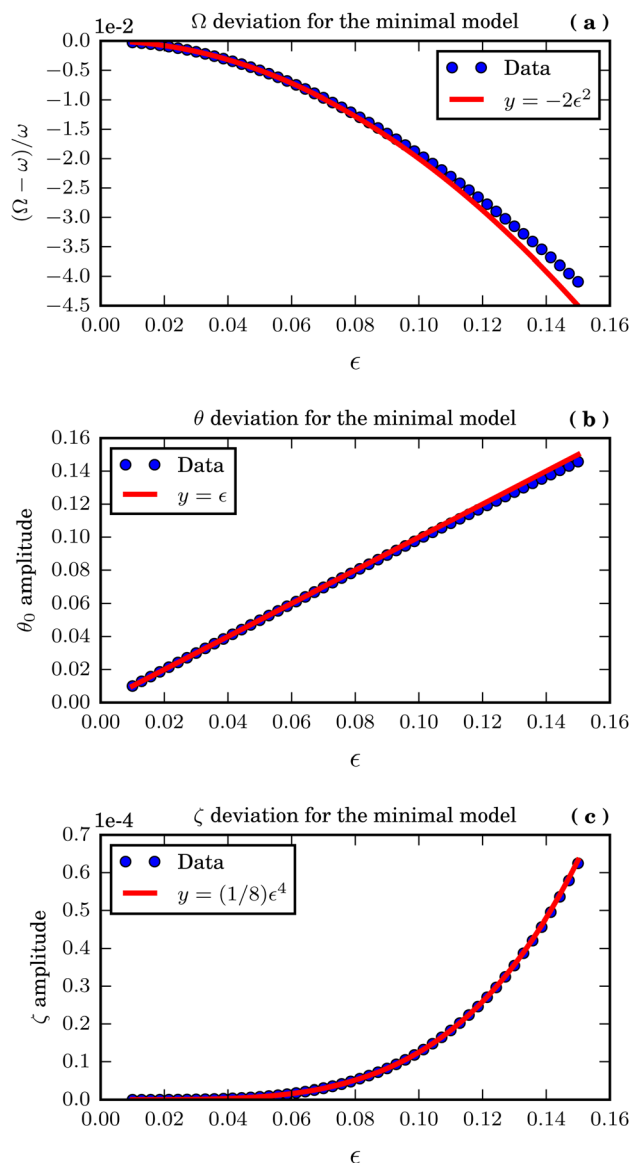 1e-2
Ω deviation for the minimal model
( a )
0.0
−0.5
−1.0
−1.5
−2.0
−2.5
−3.0
−3.5
−4.0
−4.5
(Ω − ω)/ω
Data
y = −2ϵ²
0.00 0.02 0.04 0.06 0.08 0.10 0.12 0.14 0.16
ϵ
θ deviation for the minimal model
( b )
0.16
0.14
0.12
0.10
0.08
0.06
0.04
0.02
0.00
θ₀ amplitude
Data
y = ϵ
0.00 0.02 0.04 0.06 0.08 0.10 0.12 0.14 0.16
ϵ
1e-4
ζ deviation for the minimal model
( c )
0.7
0.6
0.5
0.4
0.3
0.2
0.1
0.0
ζ amplitude
Data
y = (1/8)ϵ⁴
0.00 0.02 0.04 0.06 0.08 0.10 0.12 0.14 0.16
ϵ